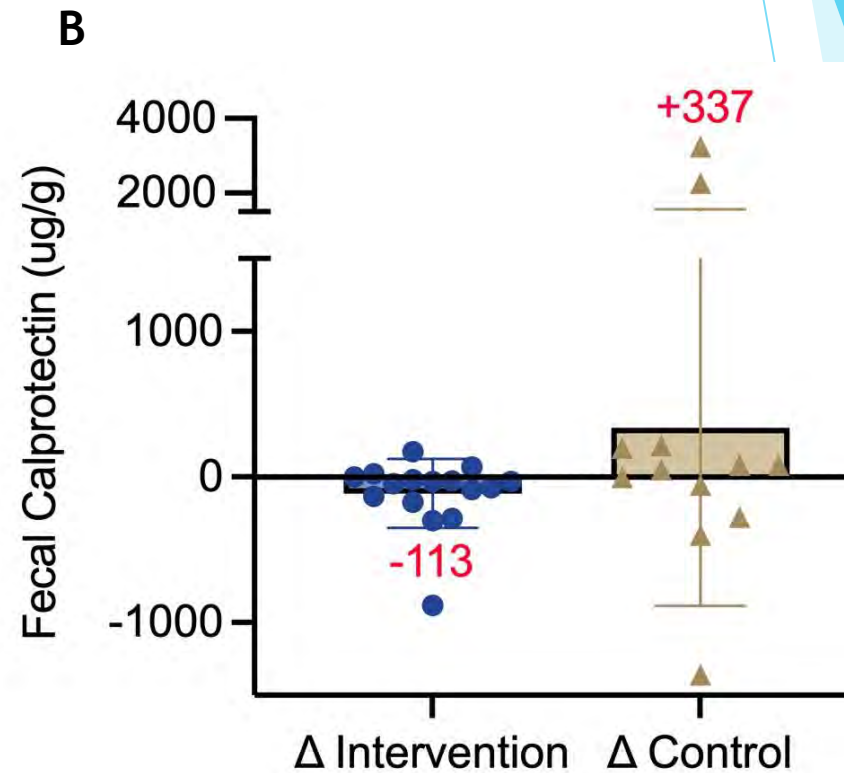 B
Fecal Calprotectin (ug/g)
4000
2000
1000
0
-1000
+337
-113
Δ Intervention
Δ Control